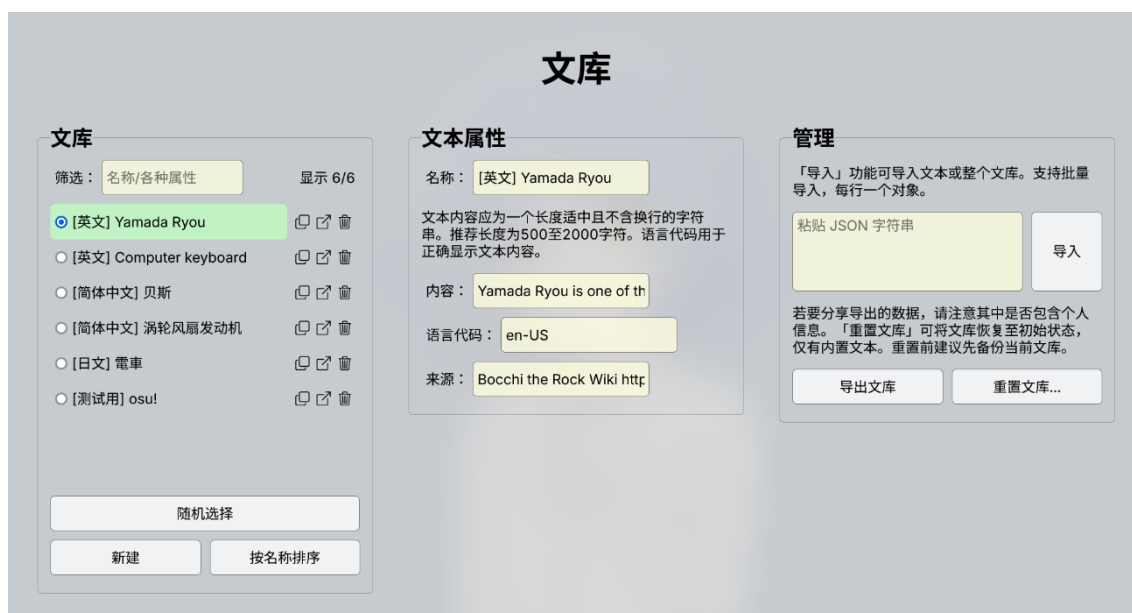 文库
文库
筛选： 名称/各种属性 显示 6/6
[英文] Yamada Ryou
[英文] Computer keyboard
[简体中文] 贝斯
[简体中文] 涡轮风扇发动机
[日文] 電車
[测试用] osu!
随机选择
新建 按名称排序
文本属性
名称： [英文] Yamada Ryou
文本内容应为一个长度适中且不含换行的字符
串。推荐长度为500至2000字符。语言代码用于
正确显示文本内容。
内容： Yamada Ryou is one of th
语言代码： en-US
来源： Bocchi the Rock Wiki http
管理
「导入」功能可导入文本或整个文库。支持批量
导入，每行一个对象。
粘贴 JSON 字符串
导入
若要分享导出的数据，请注意其中是否包含个人
信息。「重置文库」可将文库恢复至初始状态，
仅有内置文本。重置前建议先备份当前文库。
导出文库 重置文库...